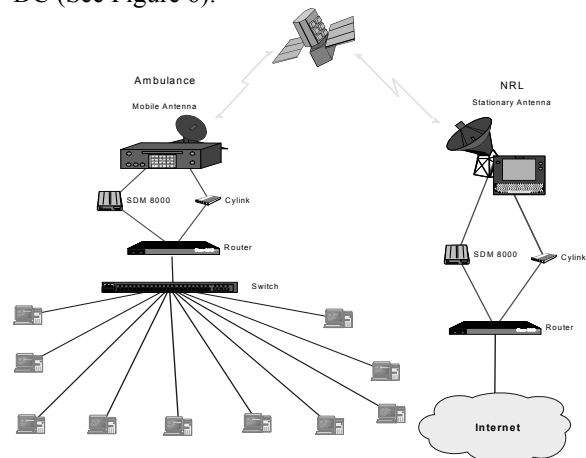 DC (See Figure 6).
Ambulance
Mobile Antenna
NRL
Stationary Antenna
SDM 8000
Cylink
Router
Switch
SDM 8000
Cylink
Router
Internet